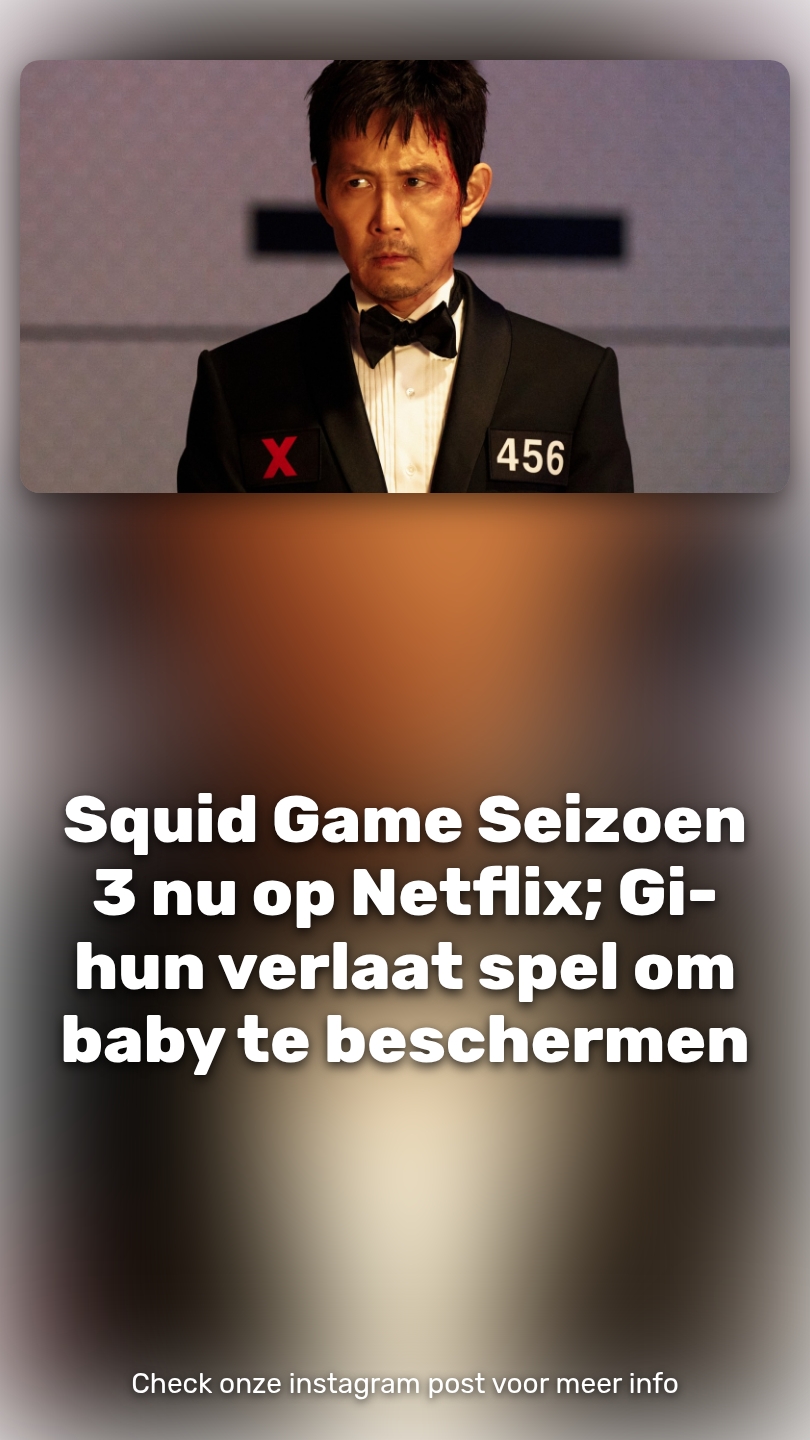 X
456
Squid Game Seizoen
3 nu op Netflix; Gi-
hun verlaat spel om
baby te beschermen
Check onze instagram post voor meer info